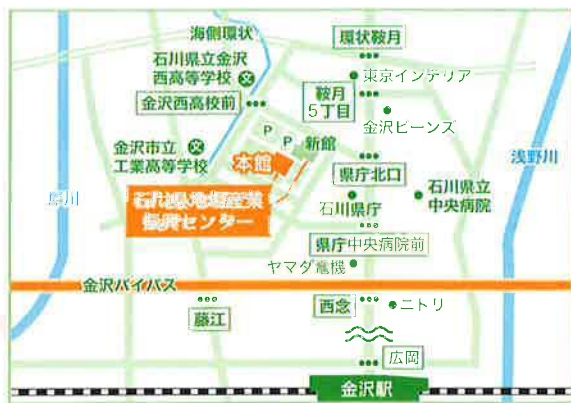 海側環状
環状鞍月
石川県立金沢
西高等学校
文
東京インテリア
金沢西高校前
鞍月
5丁目
金沢ビーンズ
P
P
新館
金沢市立
工業高等学校
文
本館
県庁北口
浅野川
犀川
石川県地場産業
振興センター
石川県庁
石川県立
中央病院
県庁中央病院前
ヤマダ電機
金沢バイパス
藤江
西念
ニトリ
広岡
金沢駅